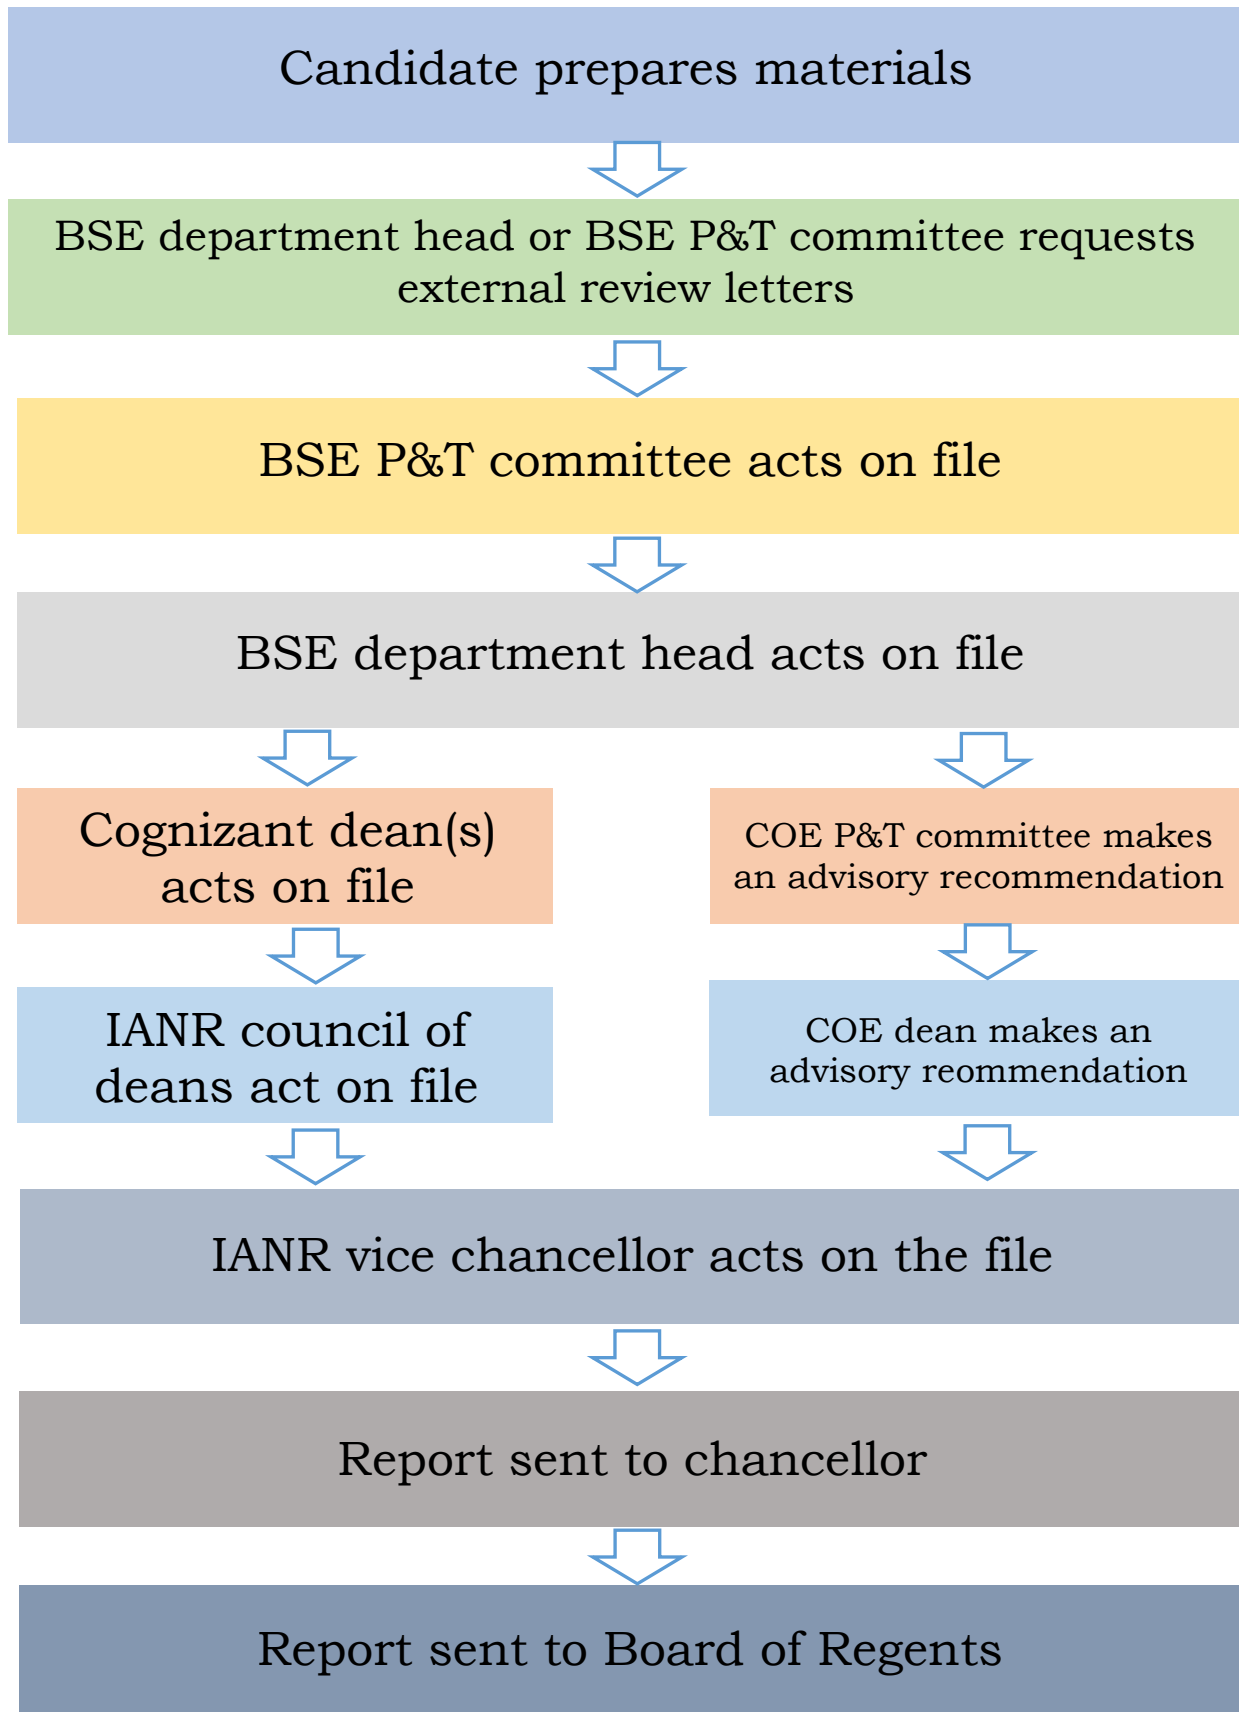 Candidate prepares materials
BSE department head or BSE P&T committee requests
external review letters
BSE P&T committee acts on file
BSE department head acts on file
Cognizant dean(s)
acts on file
COE P&T committee makes
an advisory recommendation
IANR council of
deans act on file
COE dean makes an
advisory reommendation
IANR vice chancellor acts on the file
Report sent to chancellor
Report sent to Board of Regents